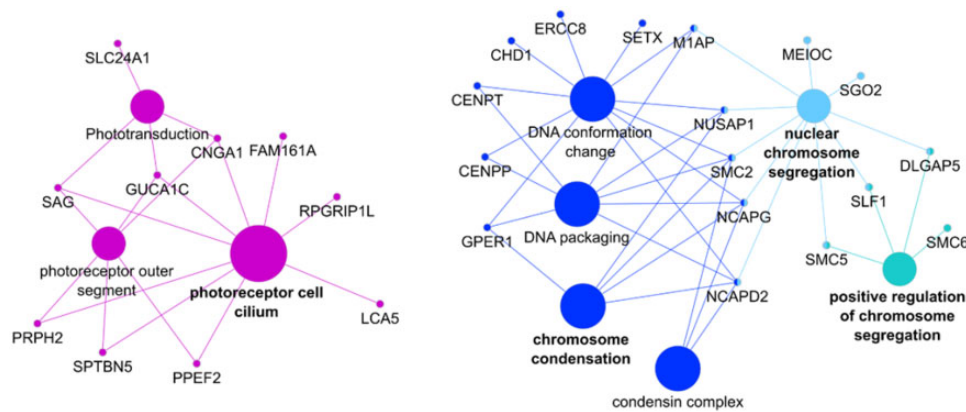 SLC24A1
Phototransduction
CNGA1
FAM161A
SAG
GUCA1C
RPGRIP1L
photoreceptor outer
segment
photoreceptor cell
cilium
LCA5
PRPH2
SPTBN5
PPEF2
ERCC8
SETX
M1AP
CHD1
MEIOC
SGO2
CENPT
DNA conformation
change
NUSAP1
nuclear
chromosome
segregation
DLGAP5
CENPP
SMC2
SLF1
NCAPG
GPER1
DNA packaging
SMC5
SMC6
NCAPD2
positive regulation
of chromosome
segregation
chromosome
condensation
condensin complex